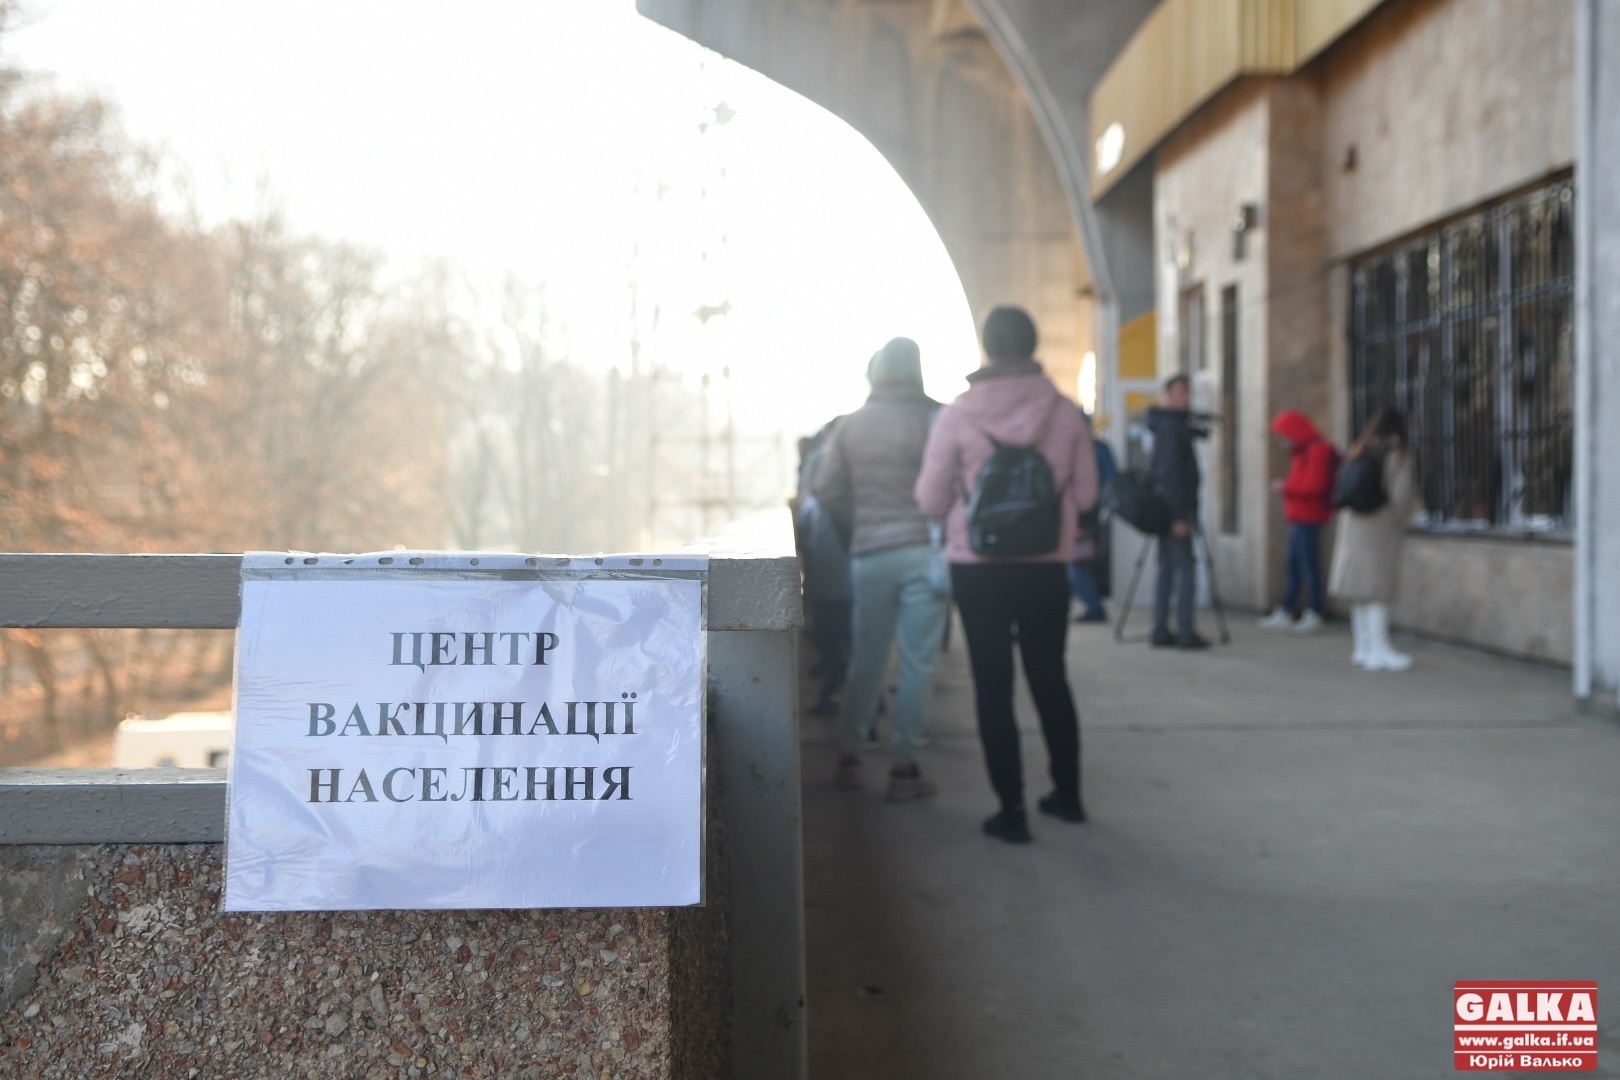 ЦЕНТР
ВАКЦИНАЦІЇ
НАСЕЛЕННЯ
GALKA
www.galka.if.ua
Юрій Валько